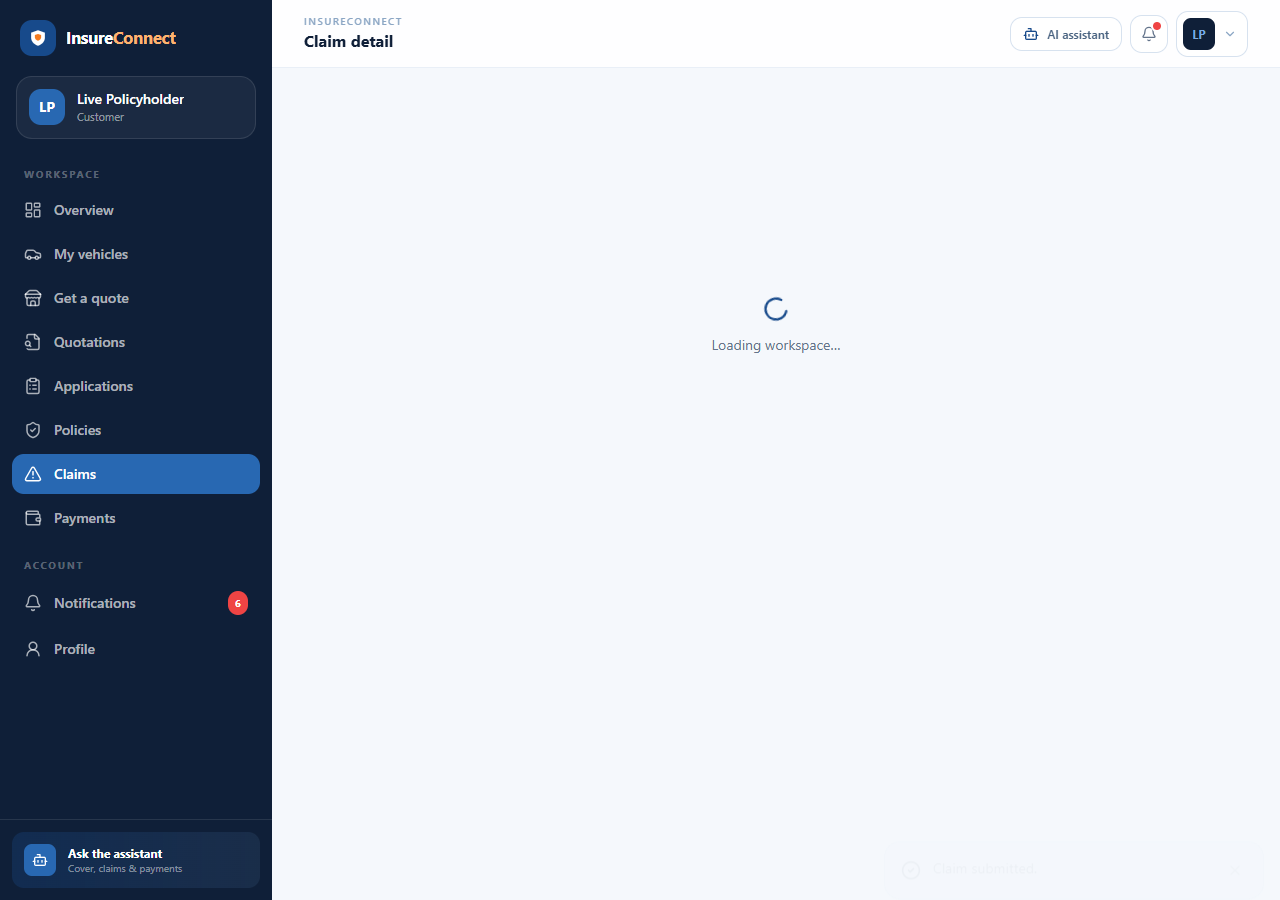 InsureConnect
LP
Live Policyholder
Customer
WORKSPACE
Overview
My vehicles
Get a quote
Quotations
Applications
Policies
Claims
Payments
ACCOUNT
Notifications
6
Profile
Ask the assistant
Cover, claims & payments
INSURECONNECT
Claim detail
AI assistant
LP
Loading workspace...
Claim submitted